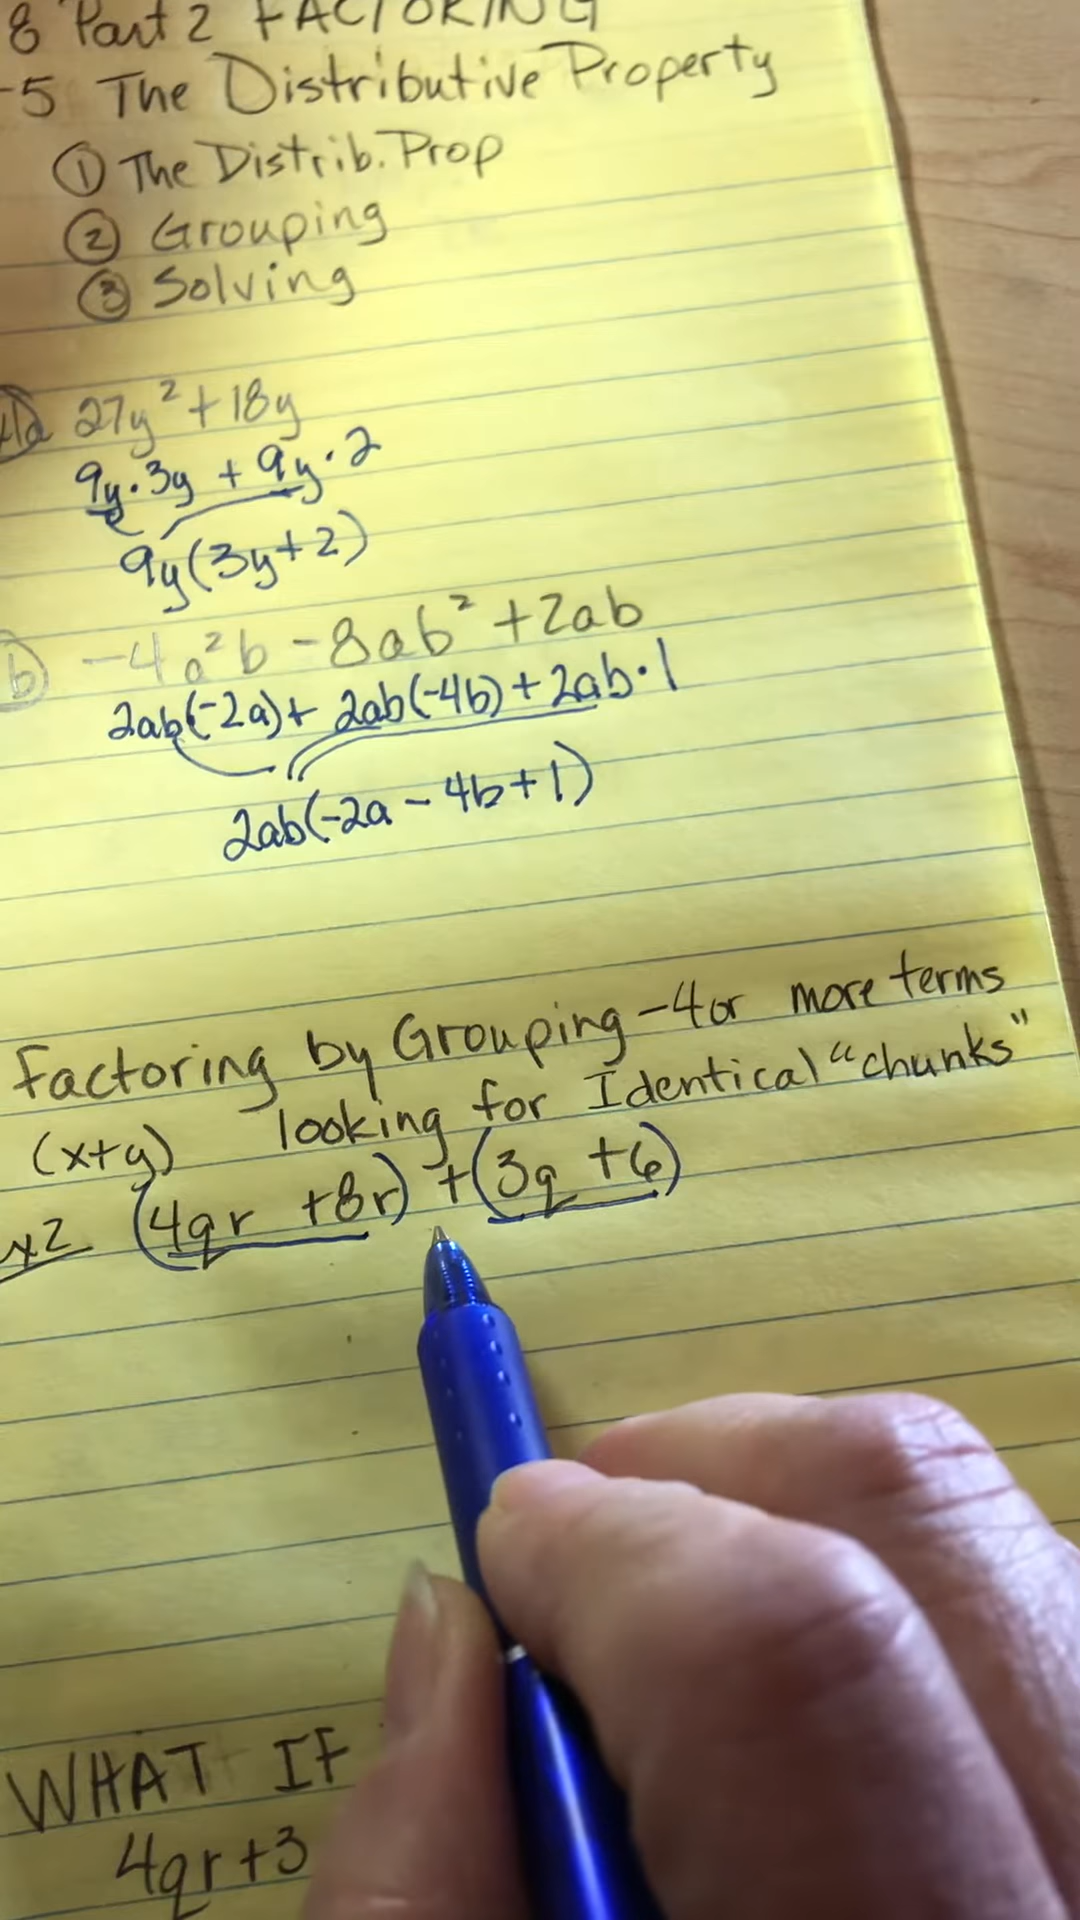 8 Part 2 FACTORING
-5 The Distributive Property
① The Distrib. Prop
② Grouping
③ Solving
27y² + 18y
9y · 3y + 9y · 2
9y(3y + 2)
b) -4a²b - 8ab² + 2ab
2ab(-2a) + 2ab(-4b) + 2ab · 1
2ab(-2a - 4b + 1)
Factoring by Grouping - 4 or more terms
looking for Identical "chunks"
(x+y)
x2 (4qr + 8r) + (3q + 6)
WHAT IF
4qr + 3